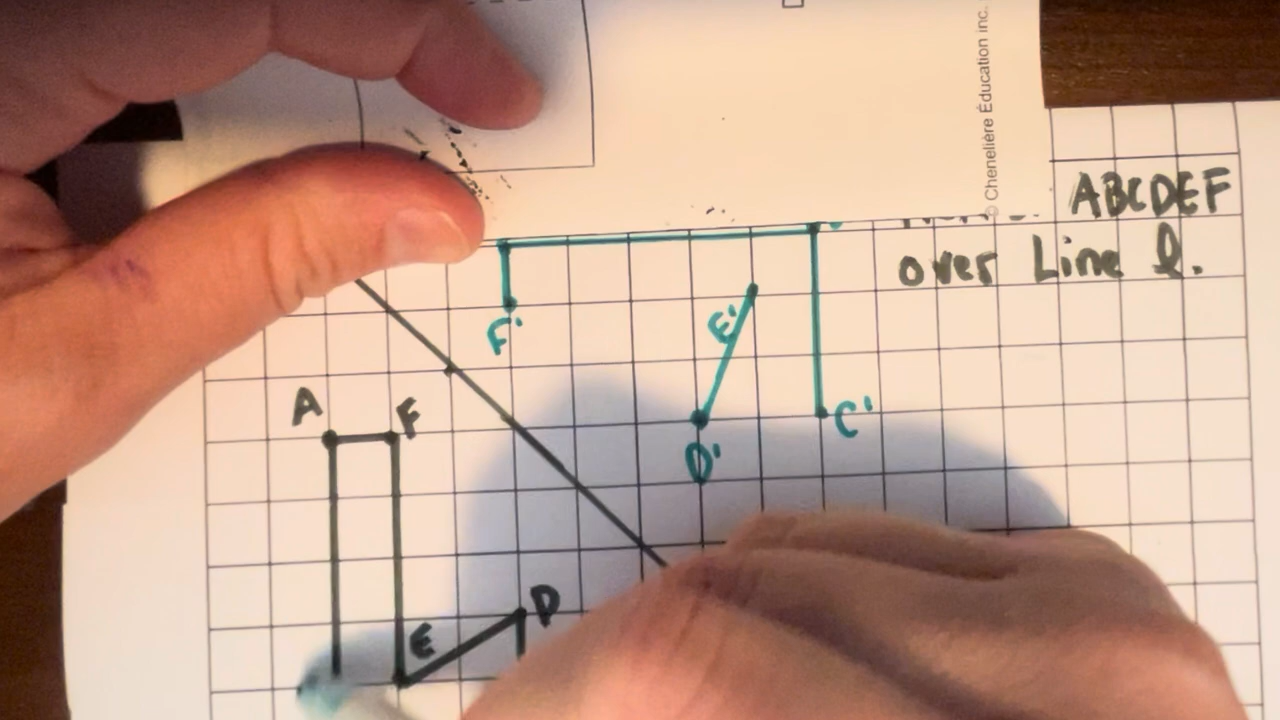 © Chenelière Éducation inc.
ABCDEF
over Line l.
F'
E'
A
F
C'
D'
D
E